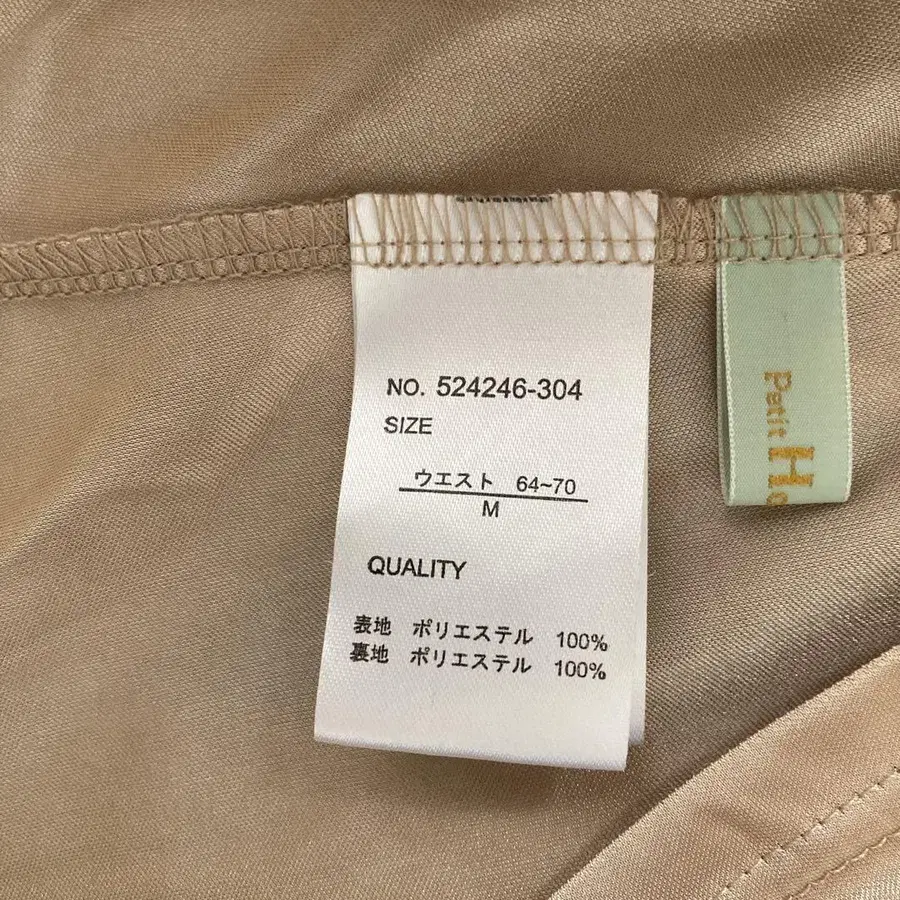 NO. 524246-304
SIZE
ウエスト 64~70
M
QUALITY
表地 ポリエステル 100%
裏地 ポリエステル 100%
Petit